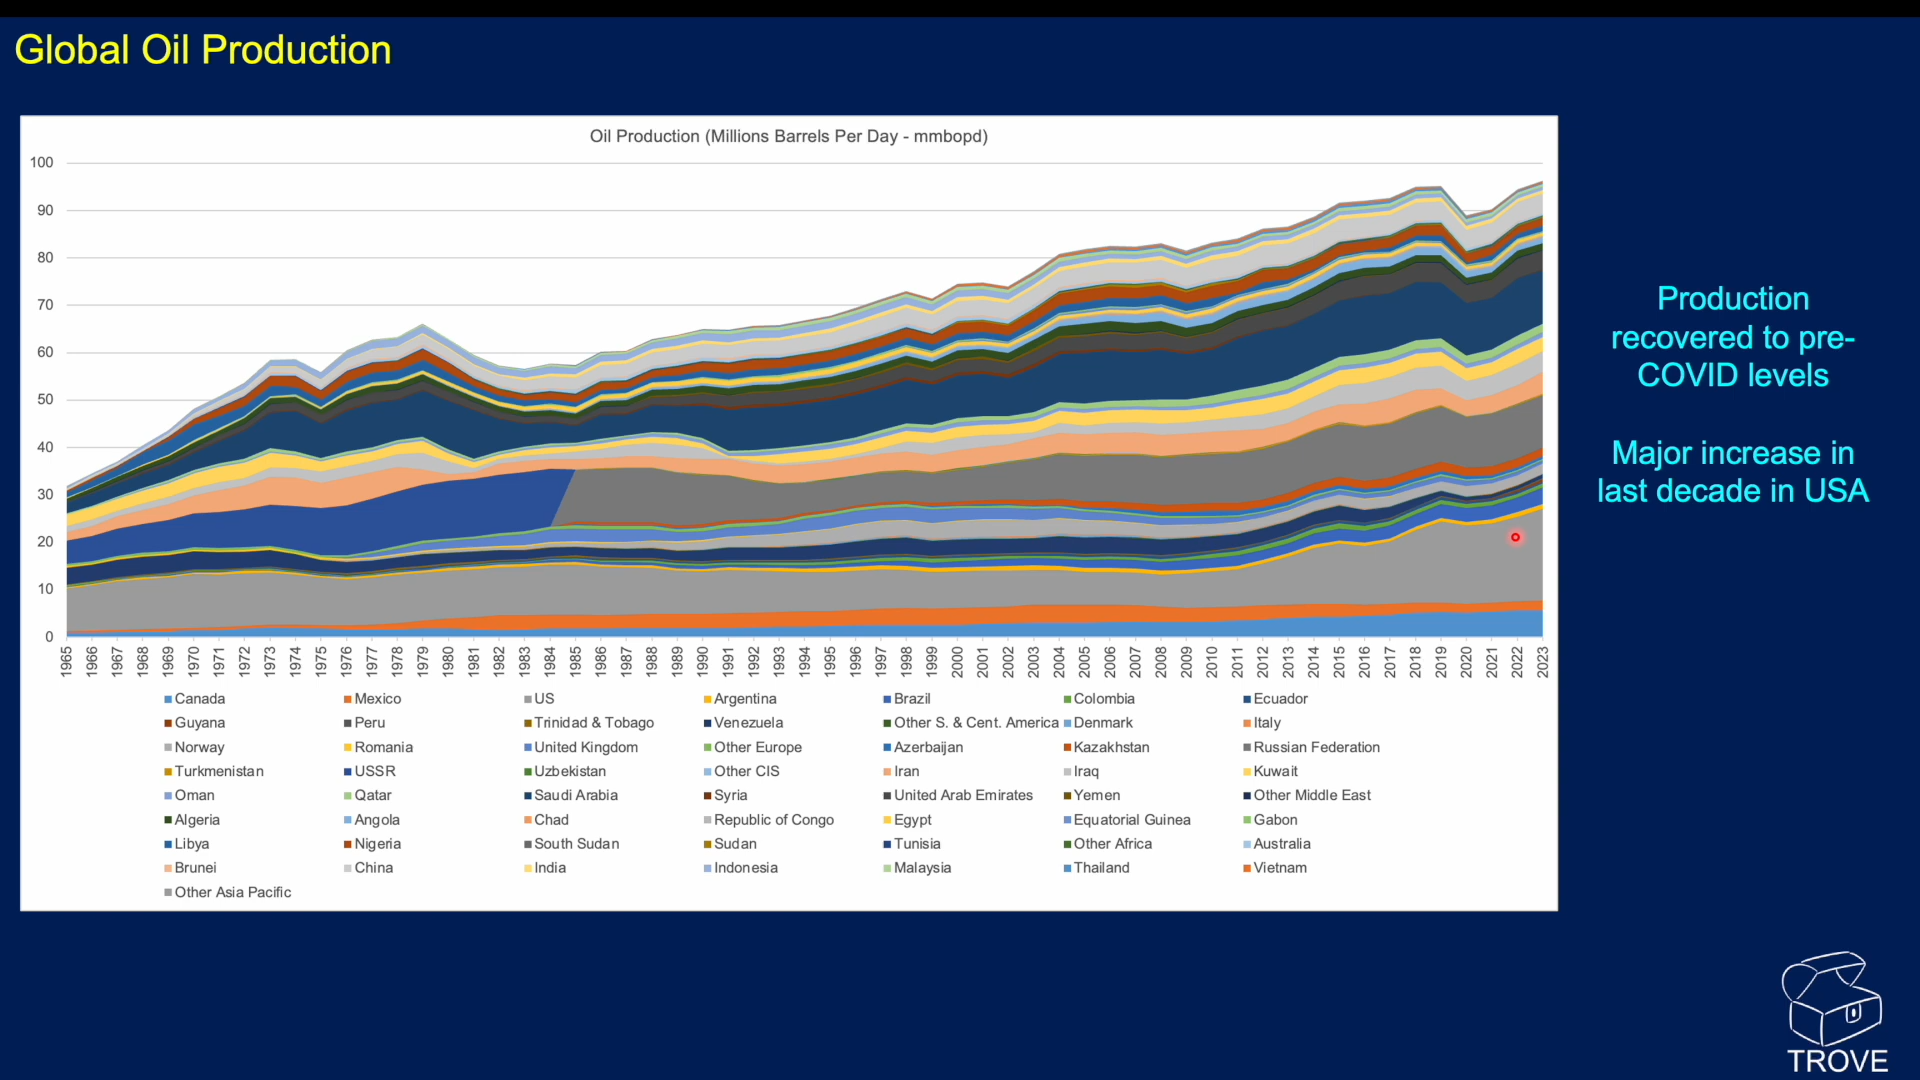 Global Oil Production
Oil Production (Millions Barrels Per Day - mmbopd)
100
90
80
70
60
50
40
30
20
10
0
1965 1966 1967 1968 1969 1970 1971 1972 1973 1974 1975 1976 1977 1978 1979 1980 1981 1982 1983 1984 1985 1986 1987 1988 1989 1990 1991 1992 1993 1994 1995 1996 1997 1998 1999 2000 2001 2002 2003 2004 2005 2006 2007 2008 2009 2010 2011 2012 2013 2014 2015 2016 2017 2018 2019 2020 2021 2022 2023
Canada Mexico US Argentina Brazil Colombia Ecuador
Guyana Peru Trinidad & Tobago Venezuela Other S. & Cent. America Denmark Italy
Norway Romania United Kingdom Other Europe Azerbaijan Kazakhstan Russian Federation
Turkmenistan USSR Uzbekistan Other CIS Iran Iraq Kuwait
Oman Qatar Saudi Arabia Syria United Arab Emirates Yemen Other Middle East
Algeria Angola Chad Republic of Congo Egypt Equatorial Guinea Gabon
Libya Nigeria South Sudan Sudan Tunisia Other Africa Australia
Brunei China India Indonesia Malaysia Thailand Vietnam
Other Asia Pacific
Production
recovered to pre-
COVID levels
Major increase in
last decade in USA
TROVE